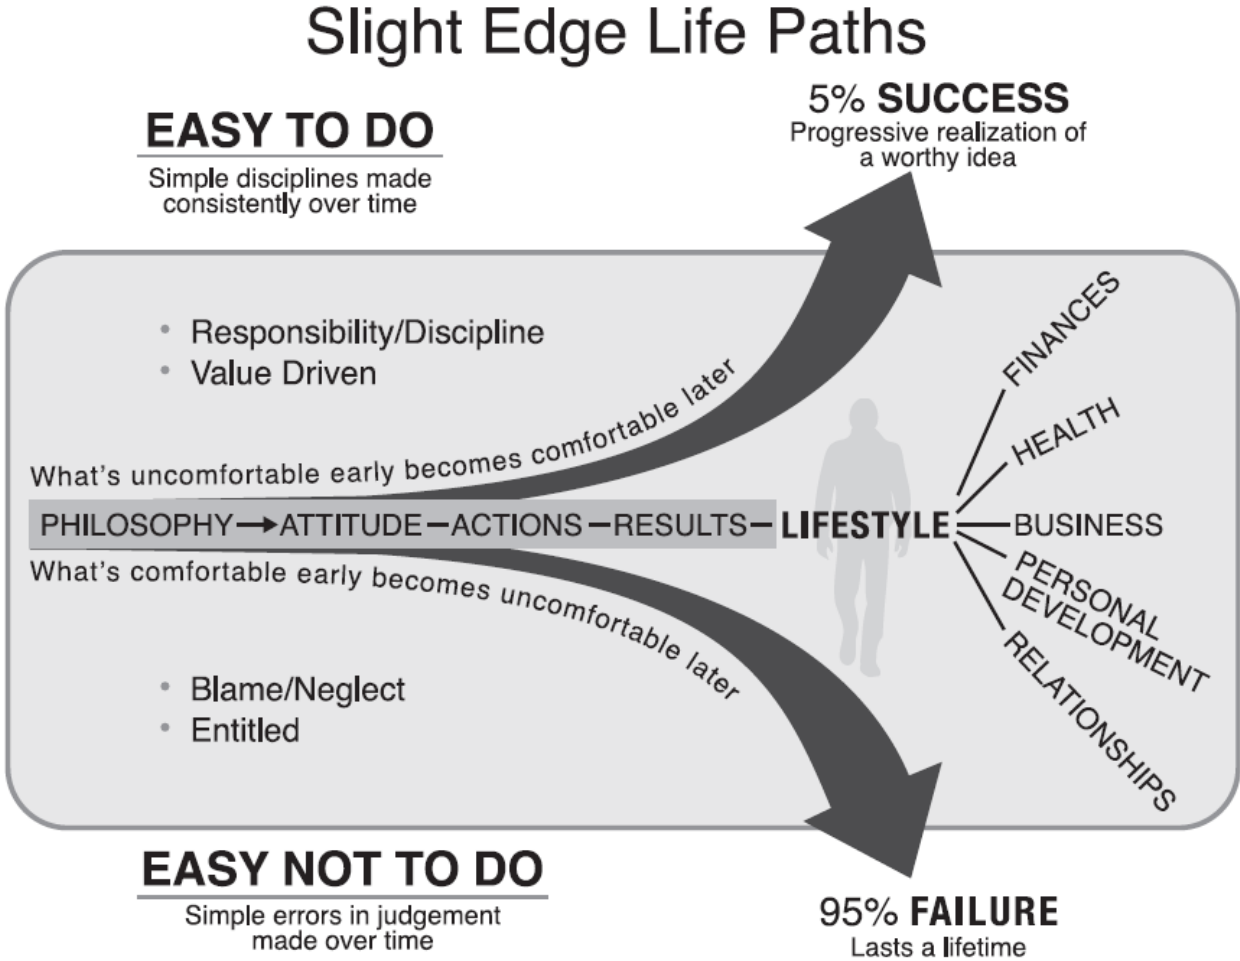 Slight Edge Life Paths
EASY TO DO
Simple disciplines made
consistently over time
5% SUCCESS
Progressive realization of
a worthy idea
• Responsibility/Discipline
• Value Driven
What's uncomfortable early becomes comfortable later
PHILOSOPHY→ATTITUDE–ACTIONS–RESULTS–LIFESTYLE
FINANCES
HEALTH
BUSINESS
PERSONAL
DEVELOPMENT
RELATIONSHIPS
What's comfortable early becomes uncomfortable later
• Blame/Neglect
• Entitled
EASY NOT TO DO
Simple errors in judgement
made over time
95% FAILURE
Lasts a lifetime